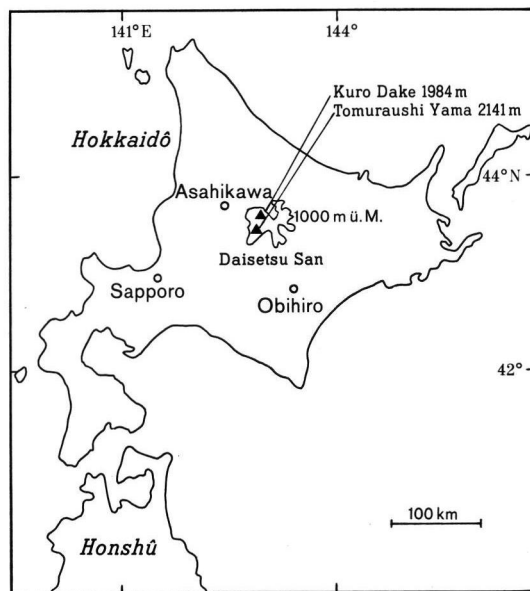 141°E
144°
Kuro Dake 1984 m
Tomuraushi Yama 2141 m
Hokkaidô
44°N
Asahikawa
1000 m ü. M.
Daisetsu San
Sapporo
Obihiro
42°
100 km
Honshû